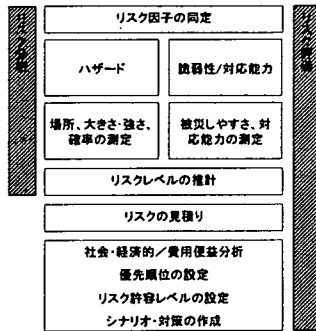 リスク因子の同定
ハザード
脆弱性/対応能力
場所、大きさ・強さ、
確率の測定
被災しやすさ、対
応能力の測定
リスクレベルの推計
リスクの見積り
社会・経済的/費用便益分析
優先順位の設定
リスク許容レベルの設定
シナリオ・対策の作成